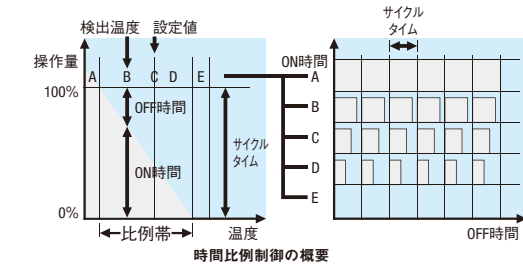 検出温度
設定値
操作量
100%
0%
A
B
C
D
E
OFF時間
ON時間
サイクル
タイム
比例帯
温度
サイクル
タイム
ON時間
A
B
C
D
E
OFF時間
時間比例制御の概要